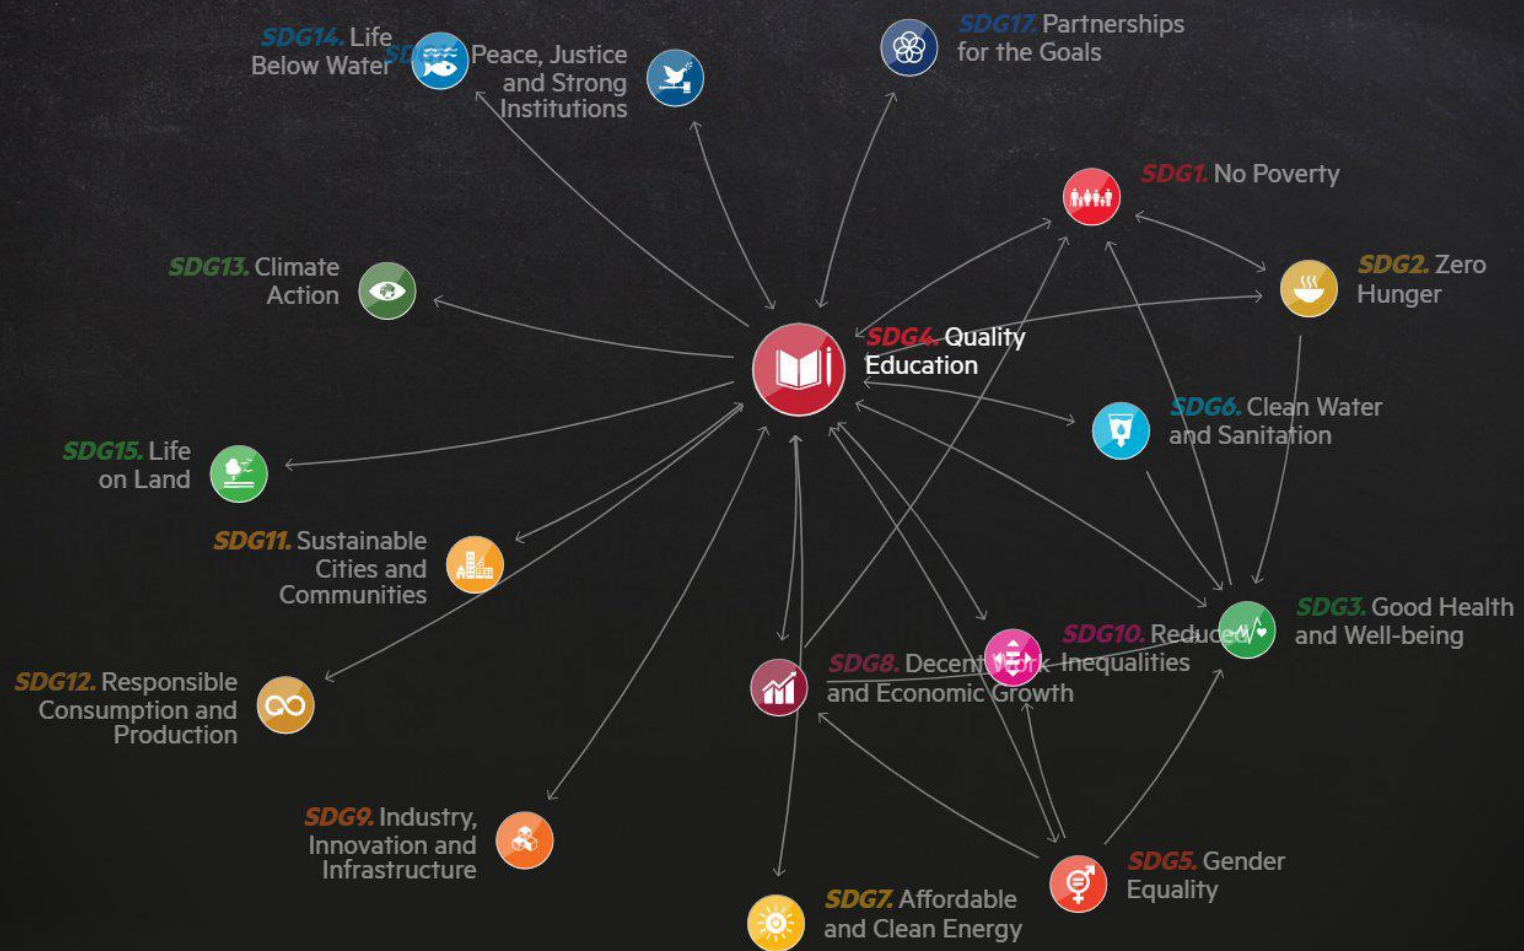 SDG14. Life
Below Water
Peace, Justice
and Strong
Institutions
SDG17. Partnerships
for the Goals
SDG1. No Poverty
SDG2. Zero
Hunger
SDG13. Climate
Action
SDG4. Quality
Education
SDG6. Clean Water
and Sanitation
SDG15. Life
on Land
SDG11. Sustainable
Cities and
Communities
SDG3. Good Health
and Well-being
SDG10. Reduced
Inequalities
SDG8. Decent Work
and Economic Growth
SDG12. Responsible
Consumption and
Production
SDG9. Industry,
Innovation and
Infrastructure
SDG5. Gender
Equality
SDG7. Affordable
and Clean Energy